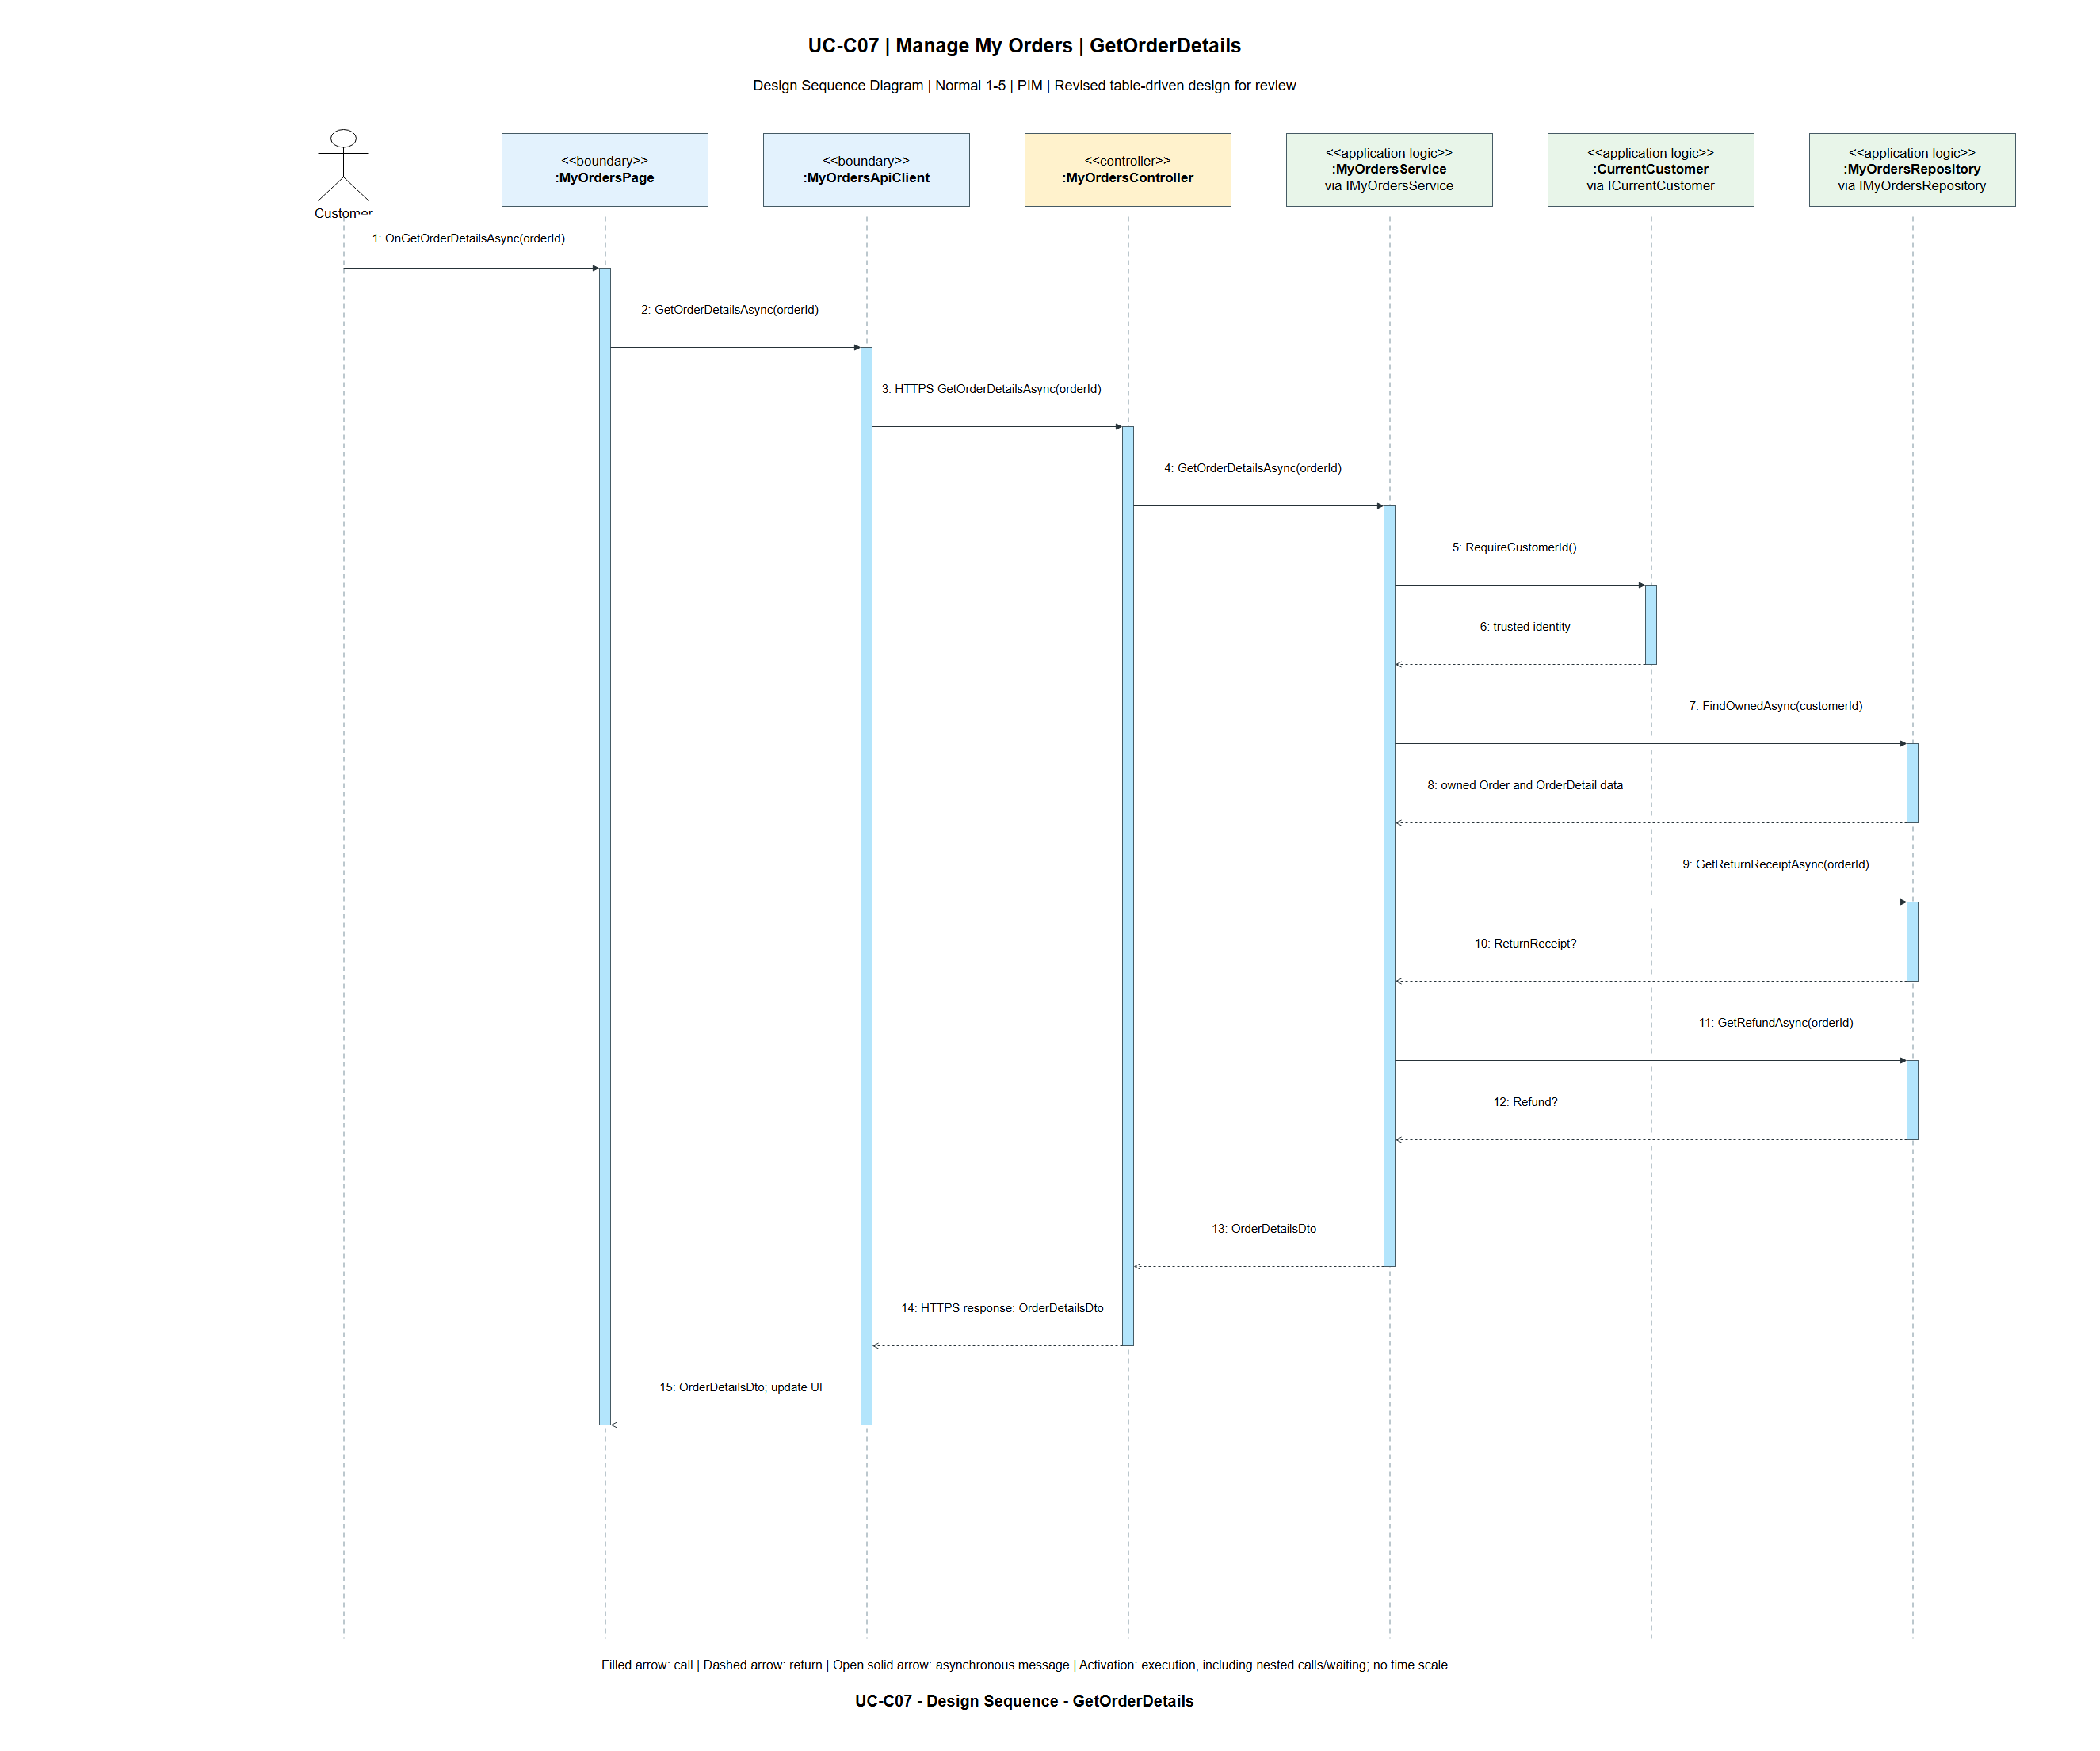 UC-C07 | Manage My Orders | GetOrderDetails
Design Sequence Diagram | Normal 1-5 | PIM | Revised table-driven design for review
Customer
<<boundary>>
:MyOrdersPage
<<boundary>>
:MyOrdersApiClient
<<controller>>
:MyOrdersController
<<application logic>>
:MyOrdersService
via IMyOrdersService
<<application logic>>
:CurrentCustomer
via ICurrentCustomer
<<application logic>>
:MyOrdersRepository
via IMyOrdersRepository
1: OnGetOrderDetailsAsync(orderId)
2: GetOrderDetailsAsync(orderId)
3: HTTPS GetOrderDetailsAsync(orderId)
4: GetOrderDetailsAsync(orderId)
5: RequireCustomerId()
6: trusted identity
7: FindOwnedAsync(customerId)
8: owned Order and OrderDetail data
9: GetReturnReceiptAsync(orderId)
10: ReturnReceipt?
11: GetRefundAsync(orderId)
12: Refund?
13: OrderDetailsDto
14: HTTPS response: OrderDetailsDto
15: OrderDetailsDto; update UI
Filled arrow: call | Dashed arrow: return | Open solid arrow: asynchronous message | Activation: execution, including nested calls/waiting; no time scale
UC-C07 - Design Sequence - GetOrderDetails